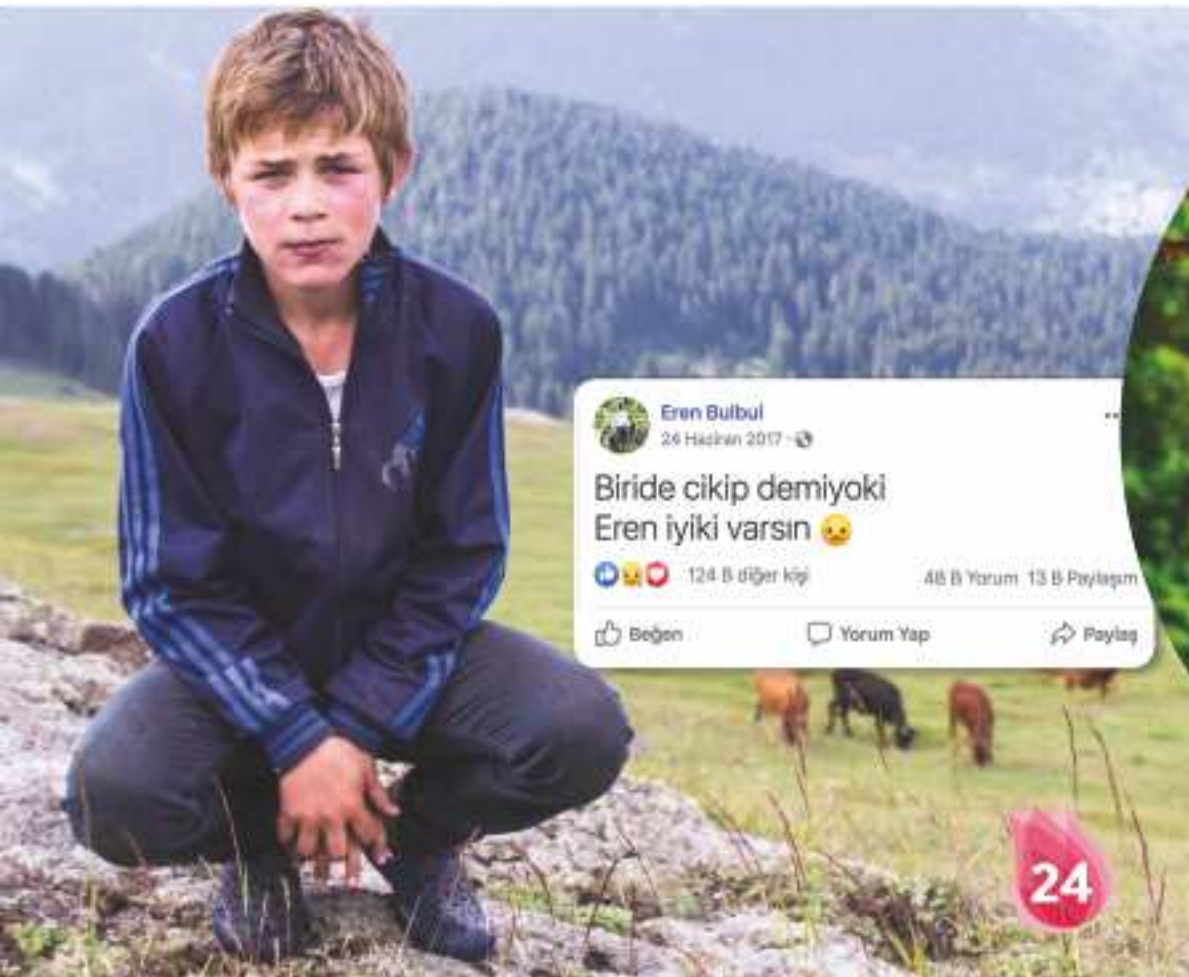 Eren Bulbul
24 Haziran 2017
Biride cikip demiyoki
Eren iyiki varsın
124 B diğer kişi
48 B Yorum 13 B Paylaşım
Beğen
Yorum Yap
Paylaş
24